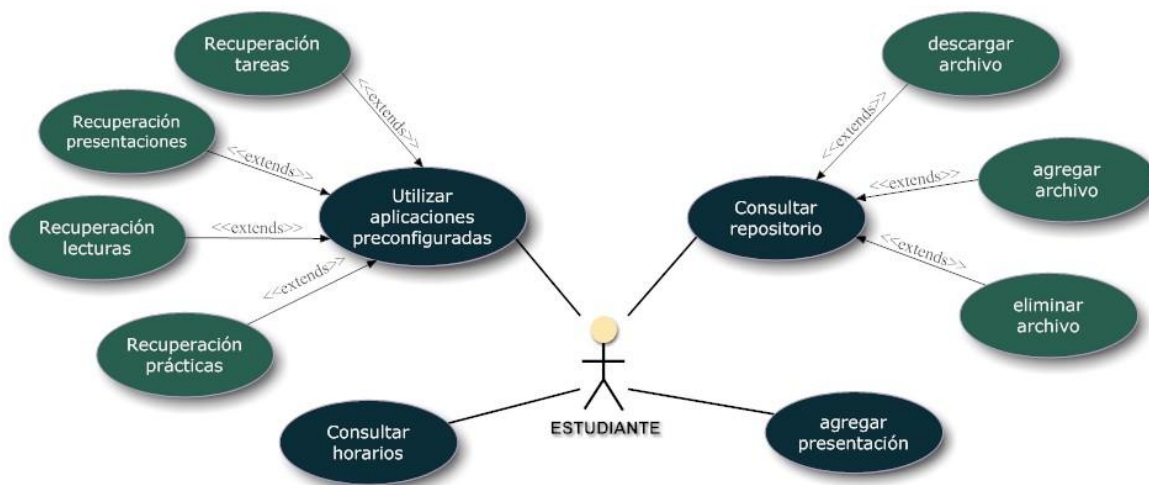 Recuperación
tareas
<<extends>>
Recuperación
presentaciones
<<extends>>
Recuperación
lecturas
<<extends>>
Recuperación
prácticas
<<extends>>
Utilizar
aplicaciones
preconfiguradas
descargar
archivo
<<extends>>
agregar
archivo
<<extends>>
eliminar
archivo
<<extends>>
Consultar
repositorio
Consultar
horarios
ESTUDIANTE
agregar
presentación